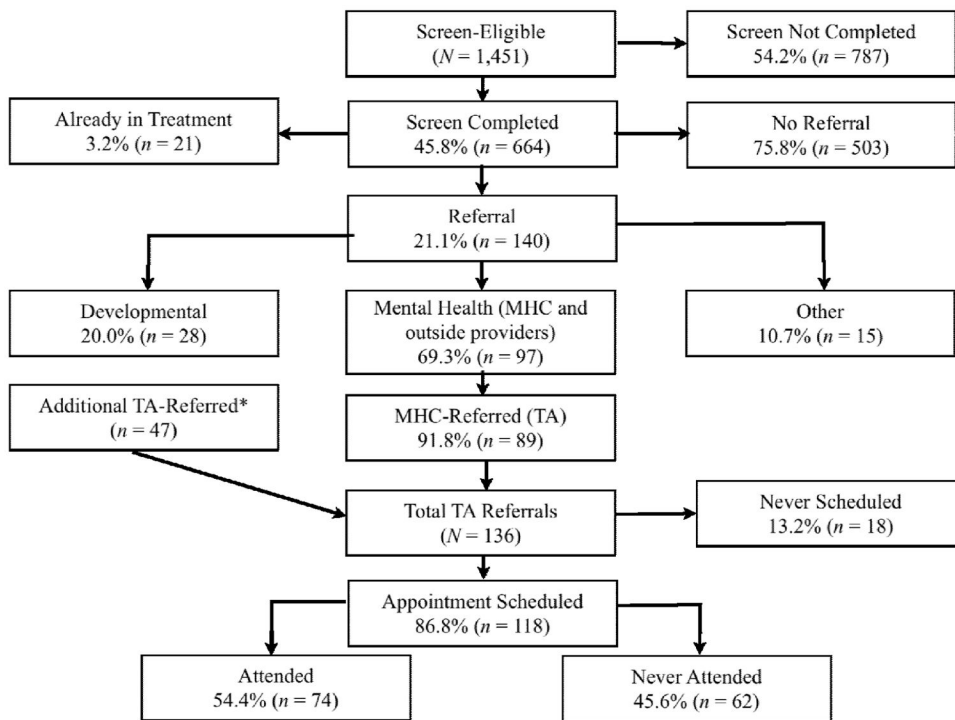 Screen-Eligible
(N = 1,451)
Screen Not Completed
54.2% (n = 787)
Already in Treatment
3.2% (n = 21)
Screen Completed
45.8% (n = 664)
No Referral
75.8% (n = 503)
Referral
21.1% (n = 140)
Developmental
20.0% (n = 28)
Mental Health (MHC and
outside providers)
69.3% (n = 97)
Other
10.7% (n = 15)
Additional TA-Referred*
(n = 47)
MHC-Referred (TA)
91.8% (n = 89)
Total TA Referrals
(N = 136)
Never Scheduled
13.2% (n = 18)
Appointment Scheduled
86.8% (n = 118)
Attended
54.4% (n = 74)
Never Attended
45.6% (n = 62)